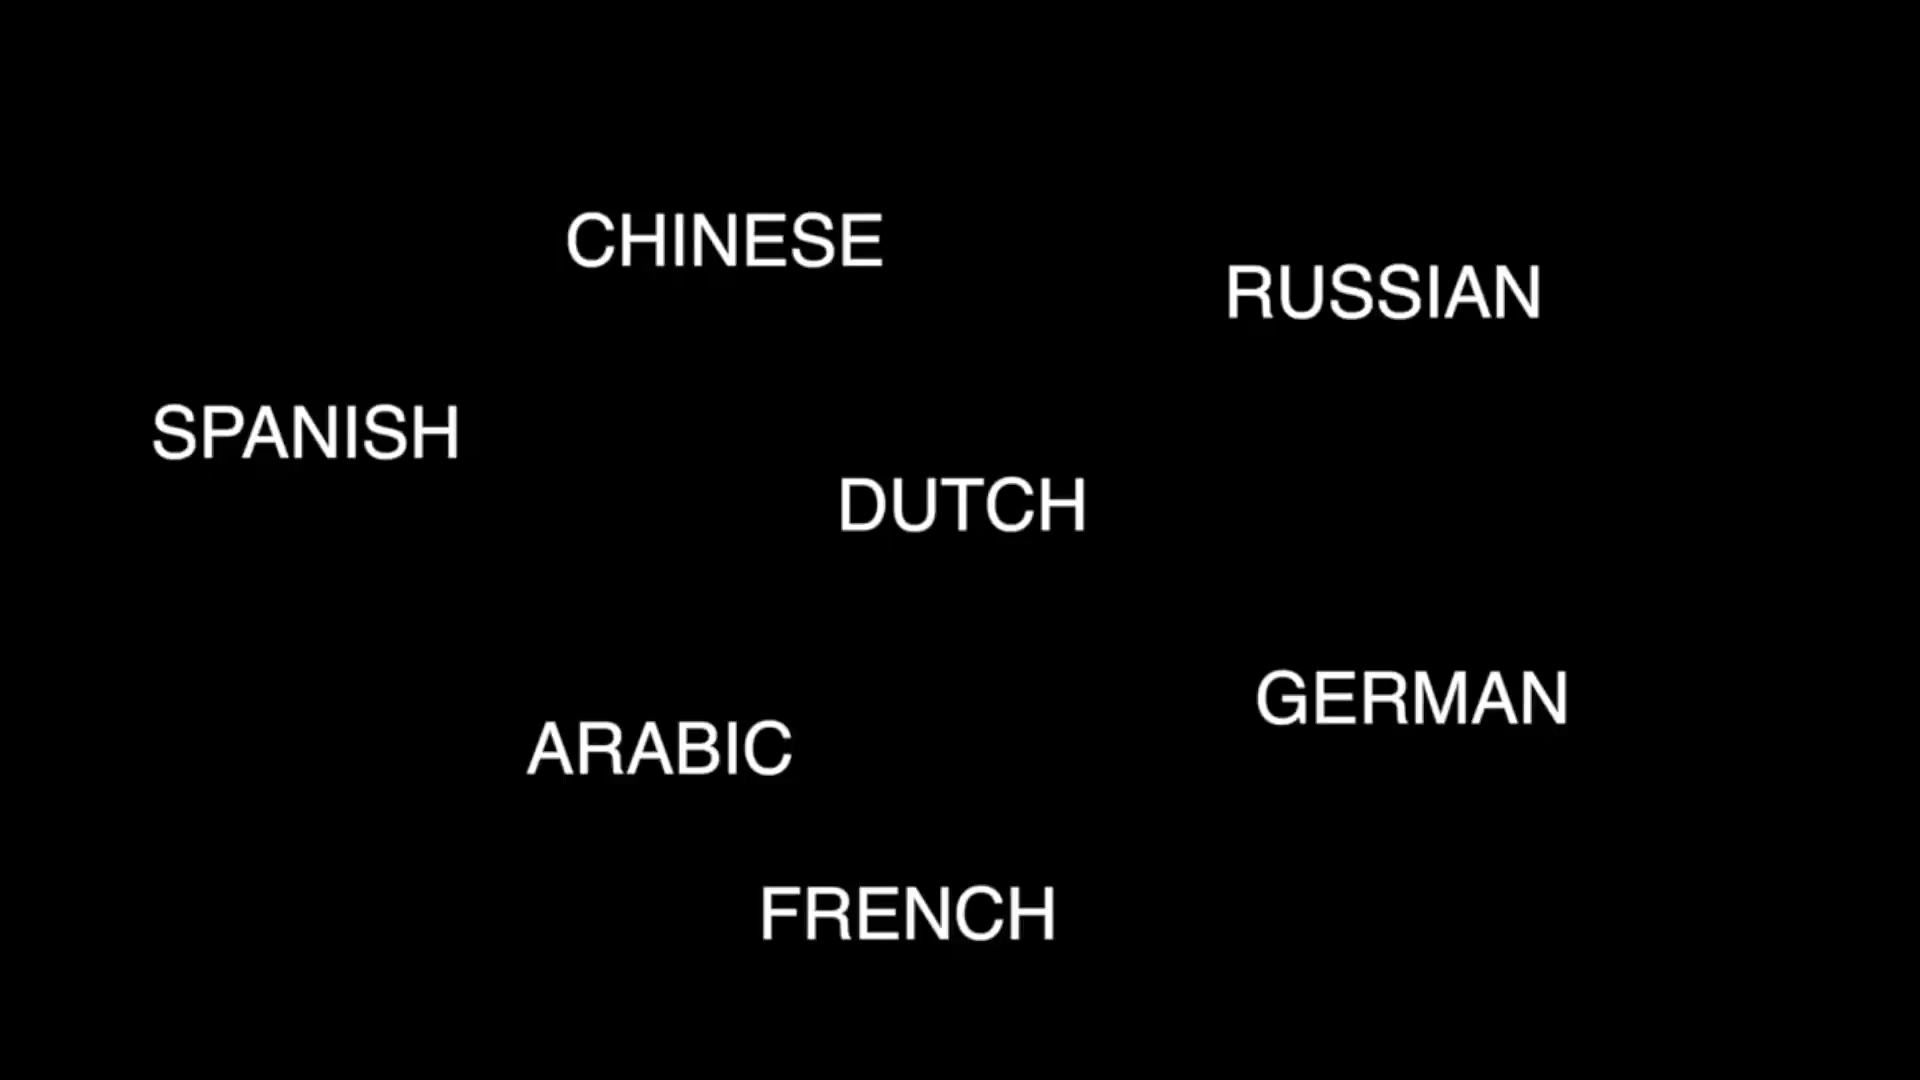 CHINESE
RUSSIAN
SPANISH
DUTCH
GERMAN
ARABIC
FRENCH